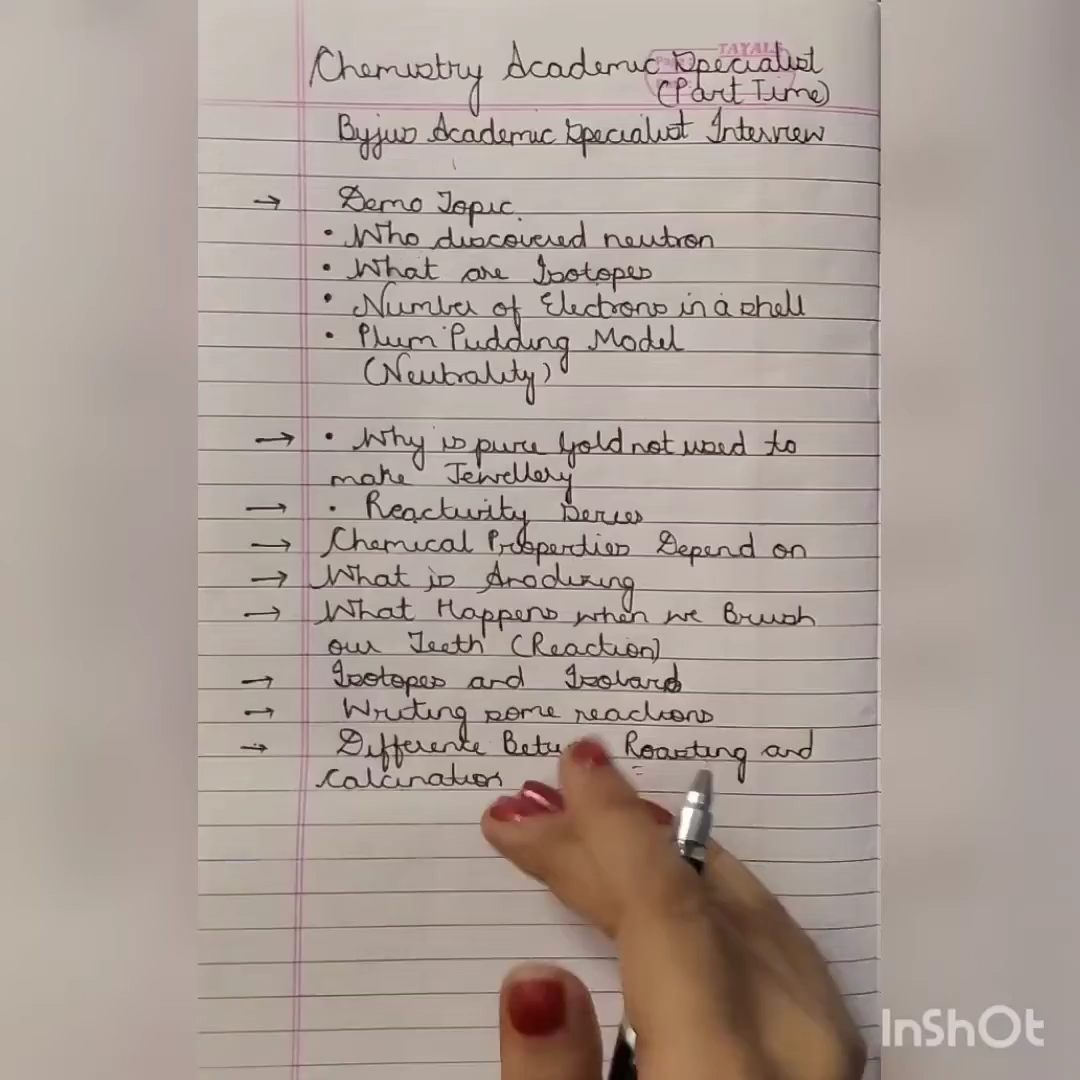 TAYAL
Chemistry Academic Specialist
(Part Time)
Byjus Academic Specialist Interview
→ Demo Topic.
• Who discovered neutron
• What are Isotopes
• Number of Electrons in a shell
• Plum Pudding Model
(Neutrality)
→ • Why is pure Gold not used to
make Jewellery
→ • Reactivity Series
→ Chemical Properties Depend on
→ What is Anodizing
→ What Happens when we Brush
our Teeth (Reaction)
→ Isotopes and Isobars
→ Writing some reactions
→ Difference Roasting and
Calcination
InShOt